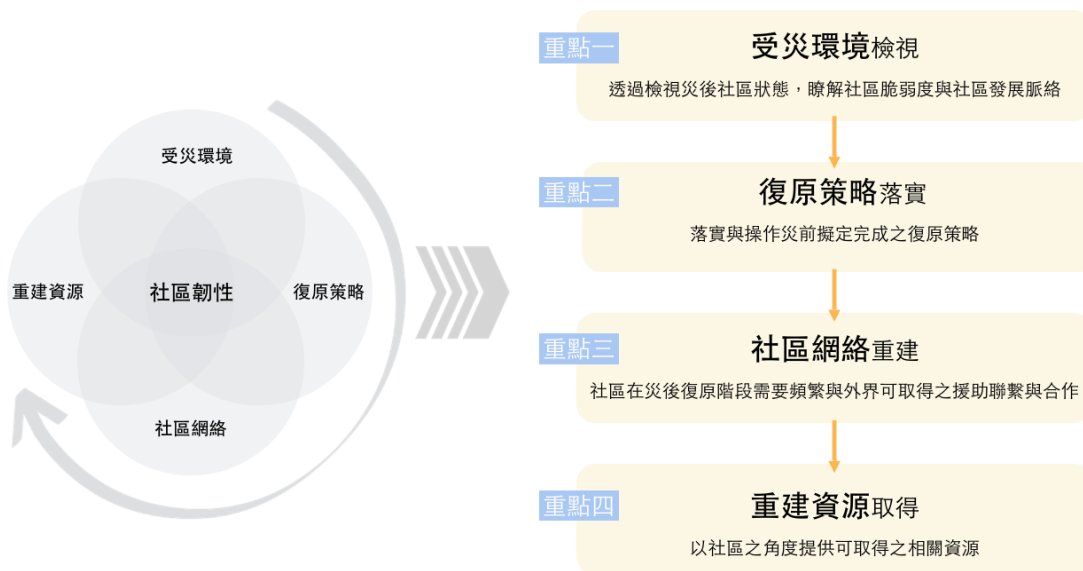 受災環境
重建資源
社區韌性
復原策略
社區網絡
重點一
受災環境檢視
透過檢視災後社區狀態，瞭解社區脆弱度與社區發展脈絡
重點二
復原策略落實
落實與操作災前擬定完成之復原策略
重點三
社區網絡重建
社區在災後復原階段需要頻繁與外界可取得之援助聯繫與合作
重點四
重建資源取得
以社區之角度提供可取得之相關資源